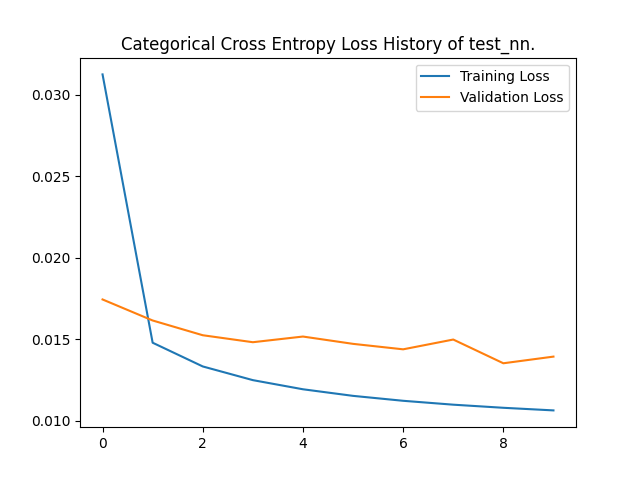 Categorical Cross Entropy Loss History of test_nn.
Training Loss
Validation Loss
0.030
0.025
0.020
0.015
0.010
0 2 4 6 8